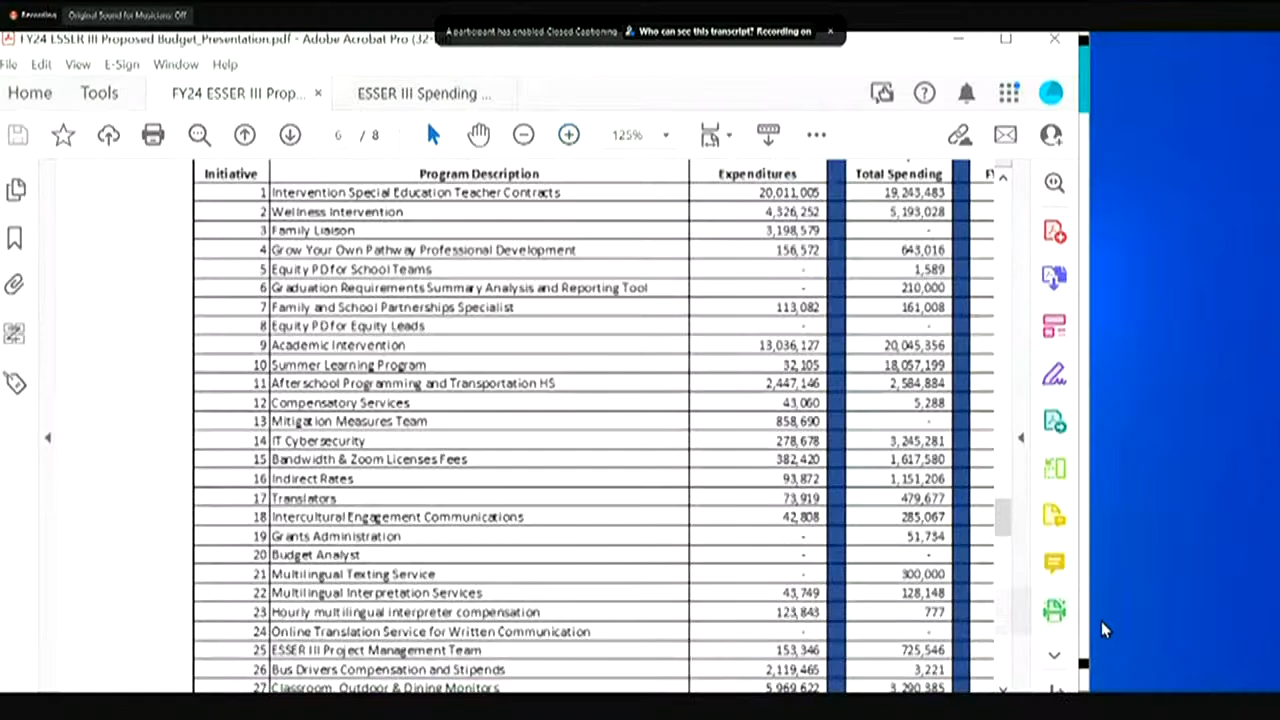 Recording Original Sound for Musicians: Off
A participant has enabled Closed Captioning Who can see this transcript? Recording on ×
FY24 ESSER III Proposed Budget_Presentation.pdf - Adobe Acrobat Pro (32-
File Edit View E-Sign Window Help
Home Tools FY24 ESSER III Prop... × ESSER III Spending ...
6 / 8 125%
Initiative Program Description Expenditures Total Spending
1 Intervention Special Education Teacher Contracts 20,011,005 19,243,483
2 Wellness Intervention 4,326,252 5,193,028
3 Family Liaison 3,198,579 -
4 Grow Your Own Pathway Professional Development 156,572 643,016
5 Equity PD for School Teams - 1,589
6 Graduation Requirements Summary Analysis and Reporting Tool - 210,000
7 Family and School Partnerships Specialist 113,082 161,008
8 Equity PD for Equity Leads - -
9 Academic Intervention 13,036,127 20,045,356
10 Summer Learning Program 32,105 18,057,199
11 Afterschool Programming and Transportation HS 2,447,146 2,584,884
12 Compensatory Services 43,060 5,288
13 Mitigation Measures Team 858,690 -
14 IT Cybersecurity 278,678 3,245,281
15 Bandwidth & Zoom Licenses Fees 382,420 1,617,580
16 Indirect Rates 93,872 1,151,206
17 Translators 73,919 479,677
18 Intercultural Engagement Communications 42,808 285,067
19 Grants Administration - 51,734
20 Budget Analyst - -
21 Multilingual Texting Service - 300,000
22 Multilingual Interpretation Services 43,749 128,148
23 Hourly multilingual interpreter compensation 123,843 777
24 Online Translation Service for Written Communication - -
25 ESSER III Project Management Team 153,346 725,546
26 Bus Drivers Compensation and Stipends 2,119,465 3,221
27 Classroom, Outdoor & Dining Monitors 5,969,622 3,290,385